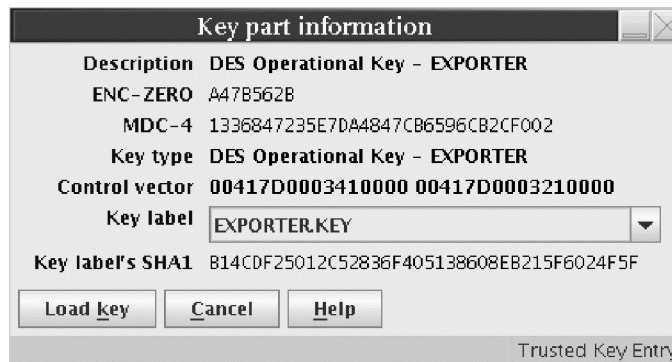 Key part information
Description DES Operational Key – EXPORTER
ENC-ZERO A47B562B
MDC-4 1336847235E7DA4847CB6596CB2CF002
Key type DES Operational Key – EXPORTER
Control vector 00417D0003410000 00417D0003210000
Key label EXPORTER.KEY
Key label's SHA1 B14CDF25012C52836F405138608EB215F6024F5F
Load key Cancel Help
Trusted Key Entry